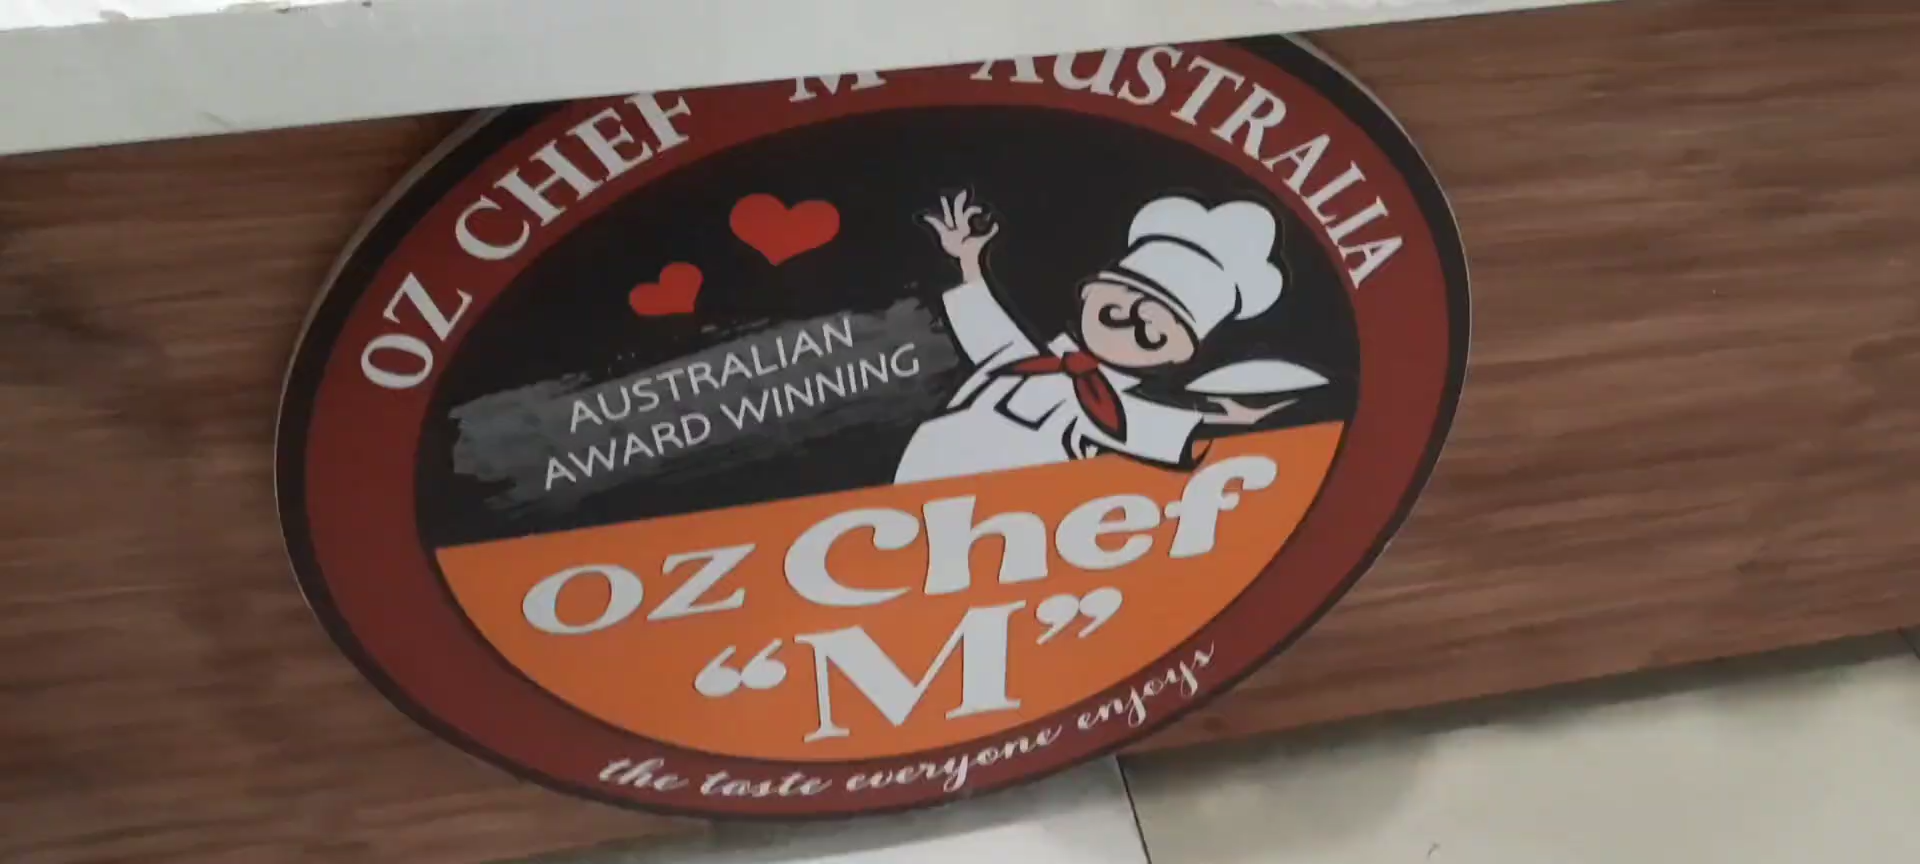 OZ CHEF "M" AUSTRALIA
AUSTRALIAN
AWARD WINNING
OZ Chef
“M”
the taste everyone enjoys